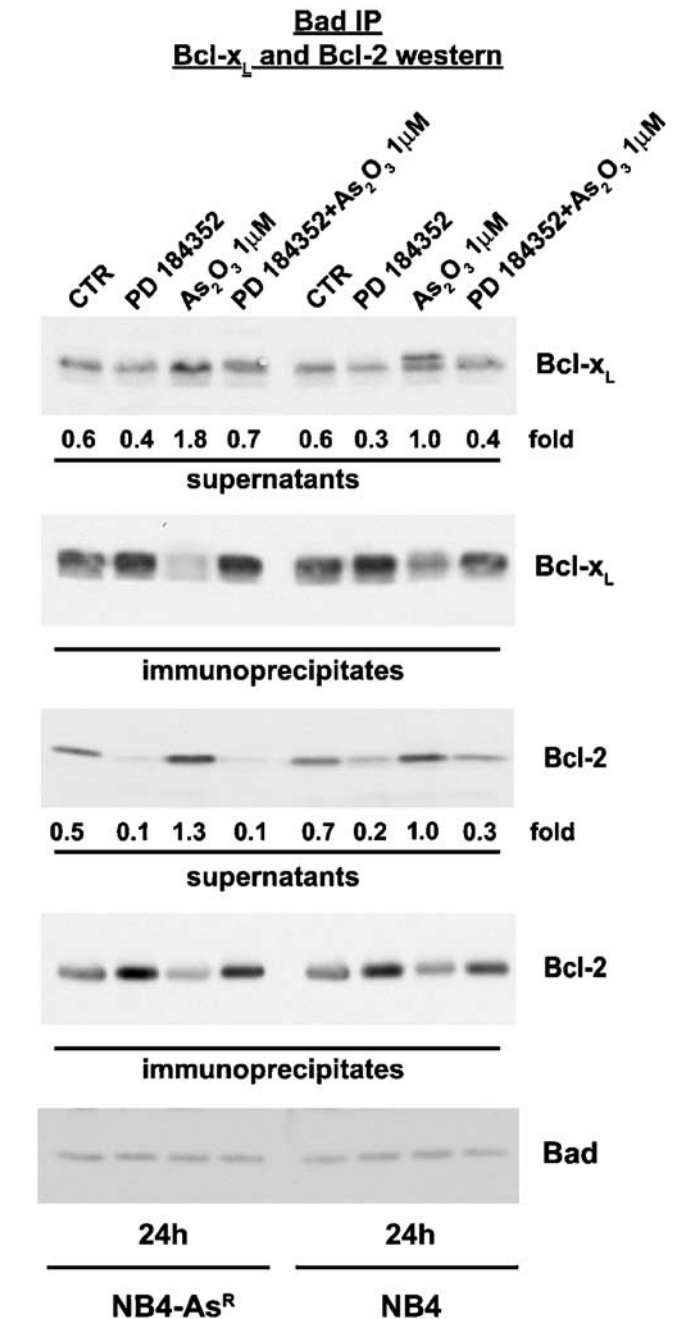 Bad IP
Bcl-xL and Bcl-2 western
CTR PD 184352 As2O3 1μM PD 184352+As2O3 1μM CTR PD 184352 As2O3 1μM PD 184352+As2O3 1μM
Bcl-xL
0.6 0.4 1.8 0.7 0.6 0.3 1.0 0.4 fold
supernatants
Bcl-xL
immunoprecipitates
Bcl-2
0.5 0.1 1.3 0.1 0.7 0.2 1.0 0.3 fold
supernatants
Bcl-2
immunoprecipitates
Bad
24h 24h
NB4-AsR NB4